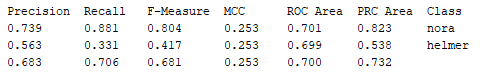 Precision Recall F-Measure MCC ROC Area PRC Area Class
0.739 0.881 0.804 0.253 0.701 0.823 nora
0.563 0.331 0.417 0.253 0.699 0.538 helmer
0.683 0.706 0.681 0.253 0.700 0.732